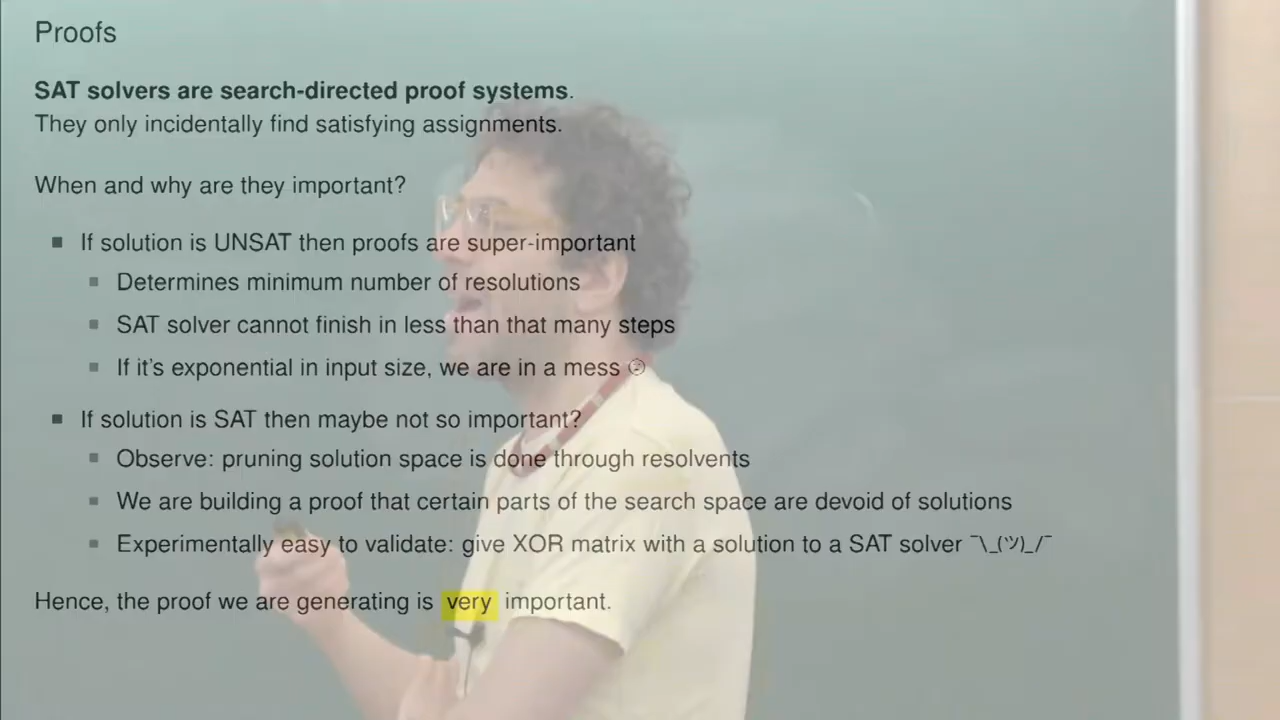 Proofs
SAT solvers are search-directed proof systems.
They only incidentally find satisfying assignments.
When and why are they important?
If solution is UNSAT then proofs are super-important
Determines minimum number of resolutions
SAT solver cannot finish in less than that many steps
If it's exponential in input size, we are in a mess ☹
If solution is SAT then maybe not so important?
Observe: pruning solution space is done through resolvents
We are building a proof that certain parts of the search space are devoid of solutions
Experimentally easy to validate: give XOR matrix with a solution to a SAT solver ¯\_(ツ)_/¯
Hence, the proof we are generating is very important.